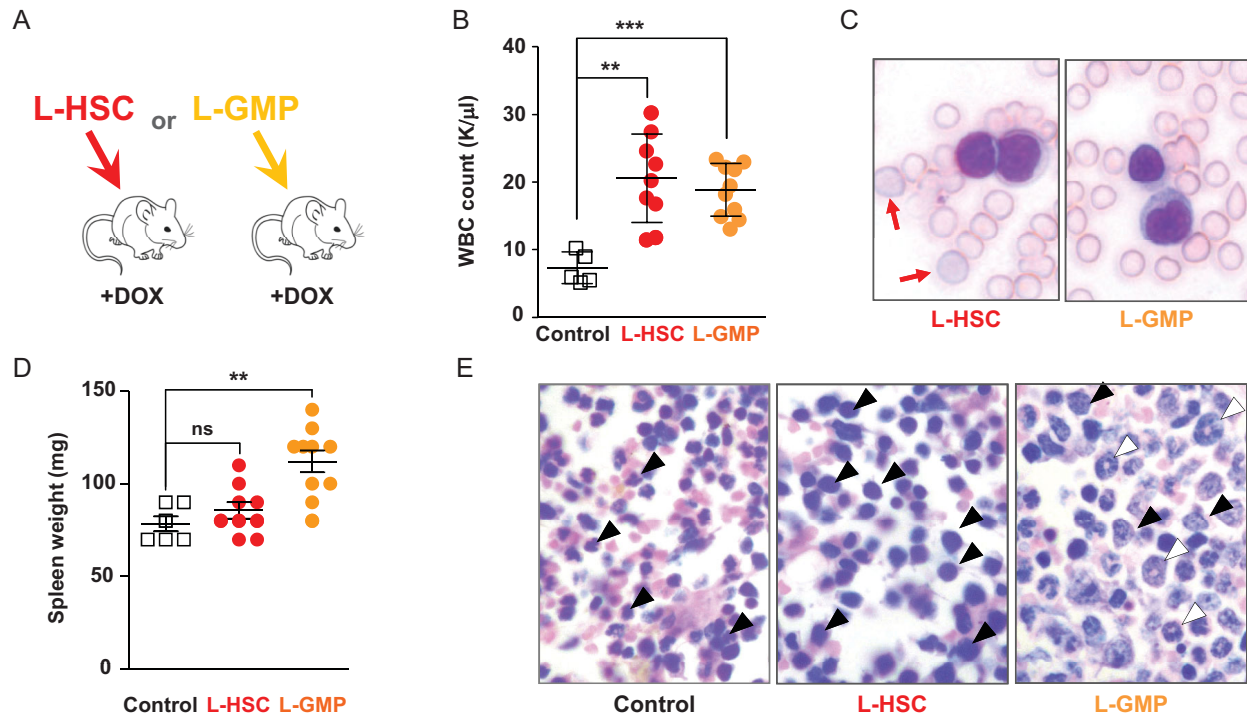 A
L-HSC or L-GMP
+DOX +DOX
B
WBC count (K/µl)
40
30
20
10
0
***
**
Control L-HSC L-GMP
C
L-HSC L-GMP
D
Spleen weight (mg)
150
100
50
0
**
ns
Control L-HSC L-GMP
E
Control L-HSC L-GMP